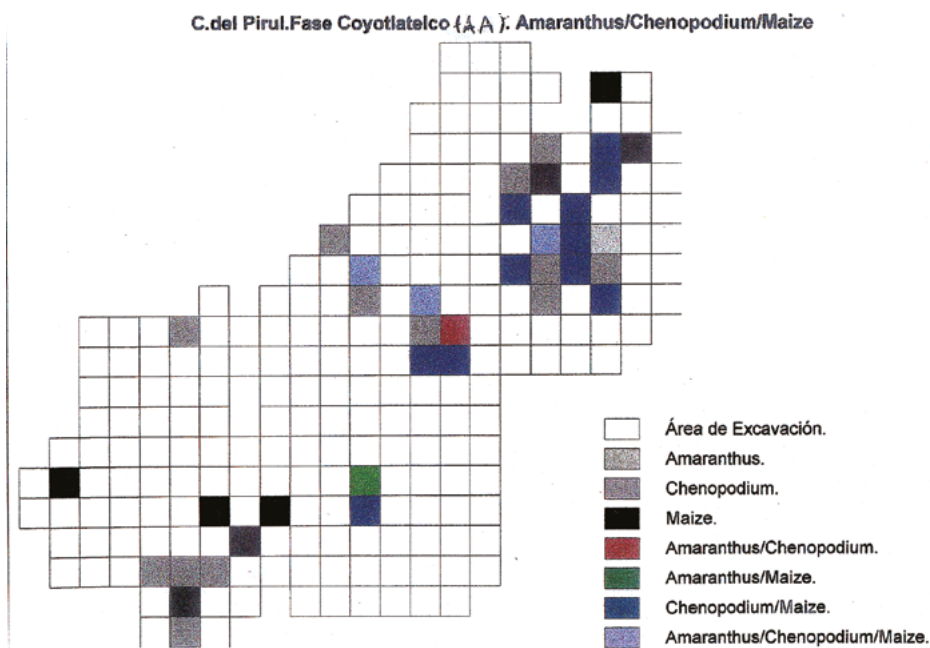 C.del Pirul.Fase Coyotlatelco (AA). Amaranthus/Chenopodium/Maize
Área de Excavación.
Amaranthus.
Chenopodium.
Maize.
Amaranthus/Chenopodium.
Amaranthus/Maize.
Chenopodium/Maize.
Amaranthus/Chenopodium/Maize.